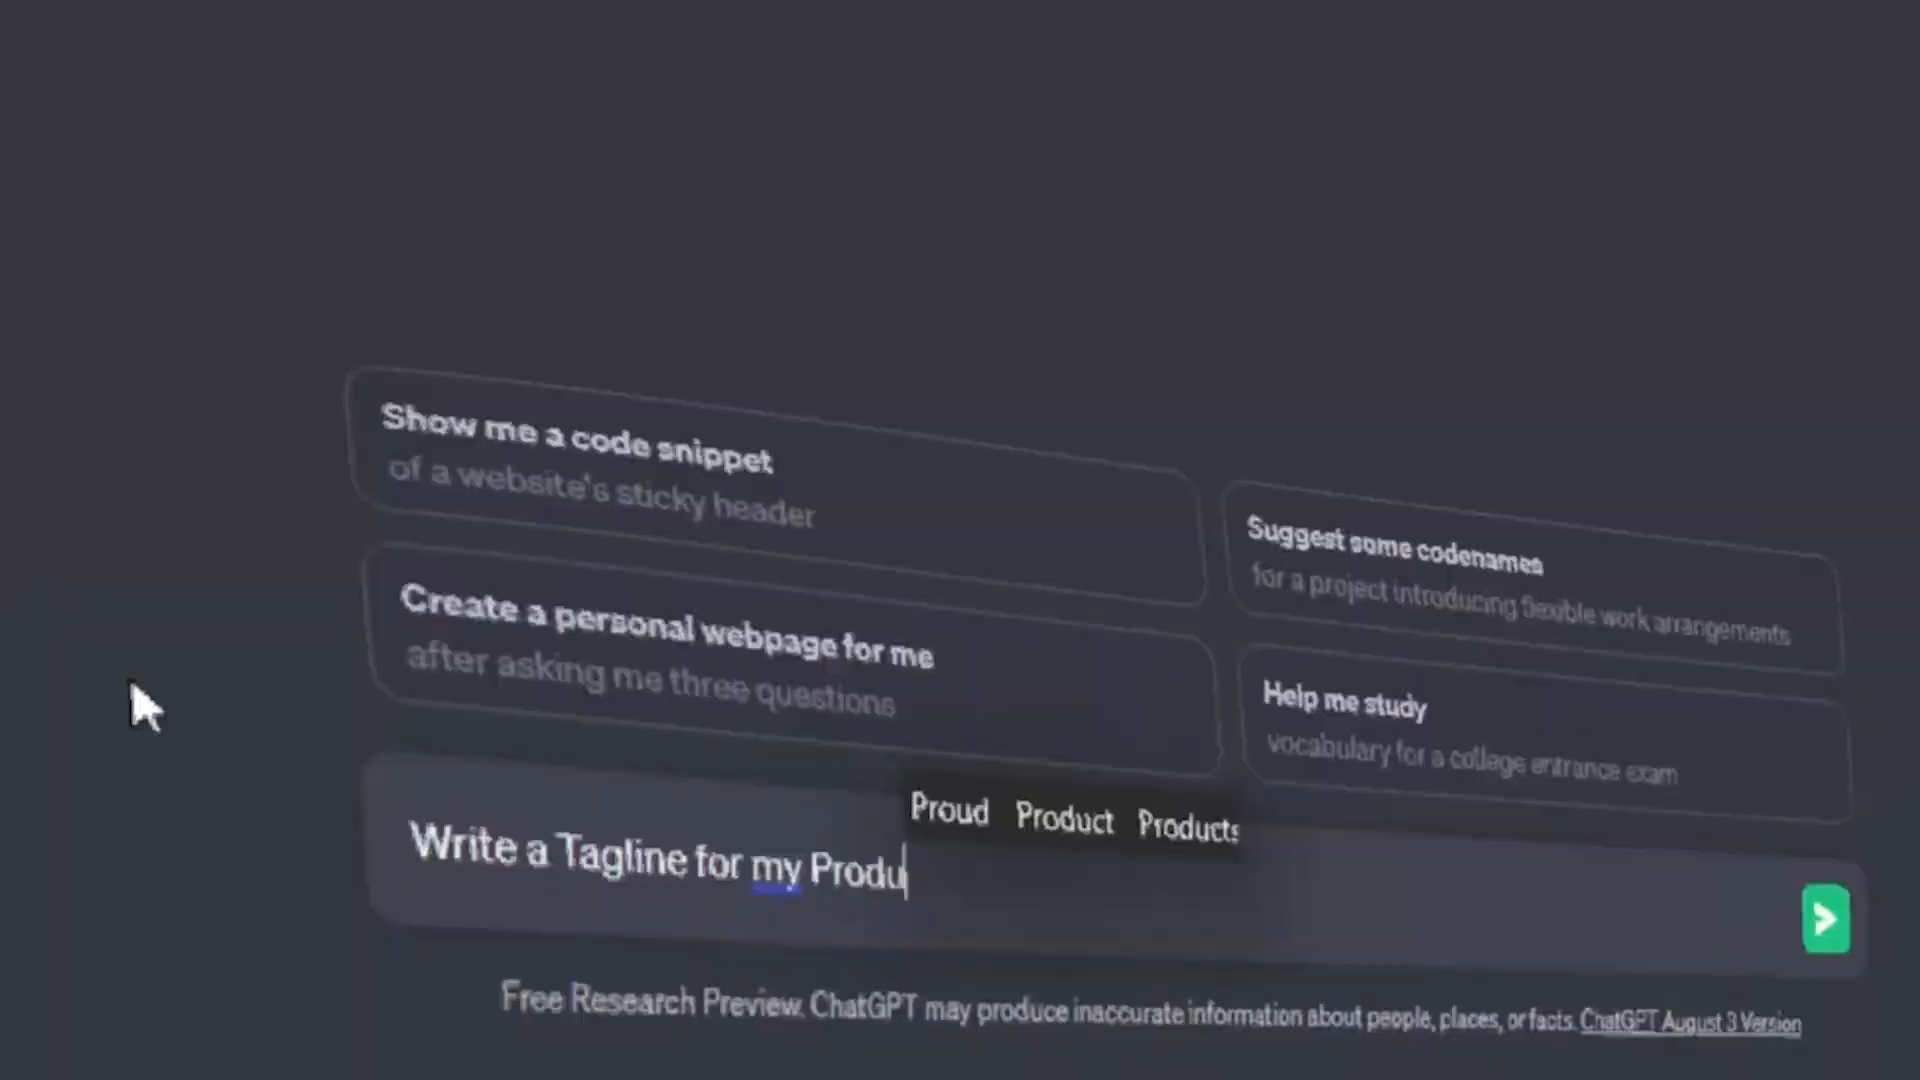 Show me a code snippet
of a website's sticky header
Suggest some codenames
for a project introducing flexible work arrangements
Create a personal webpage for me
after asking me three questions
Help me study
vocabulary for a college entrance exam
Proud Product Products
Write a Tagline for my Produ
Free Research Preview. ChatGPT may produce inaccurate information about people, places, or facts. ChatGPT August 3 Version